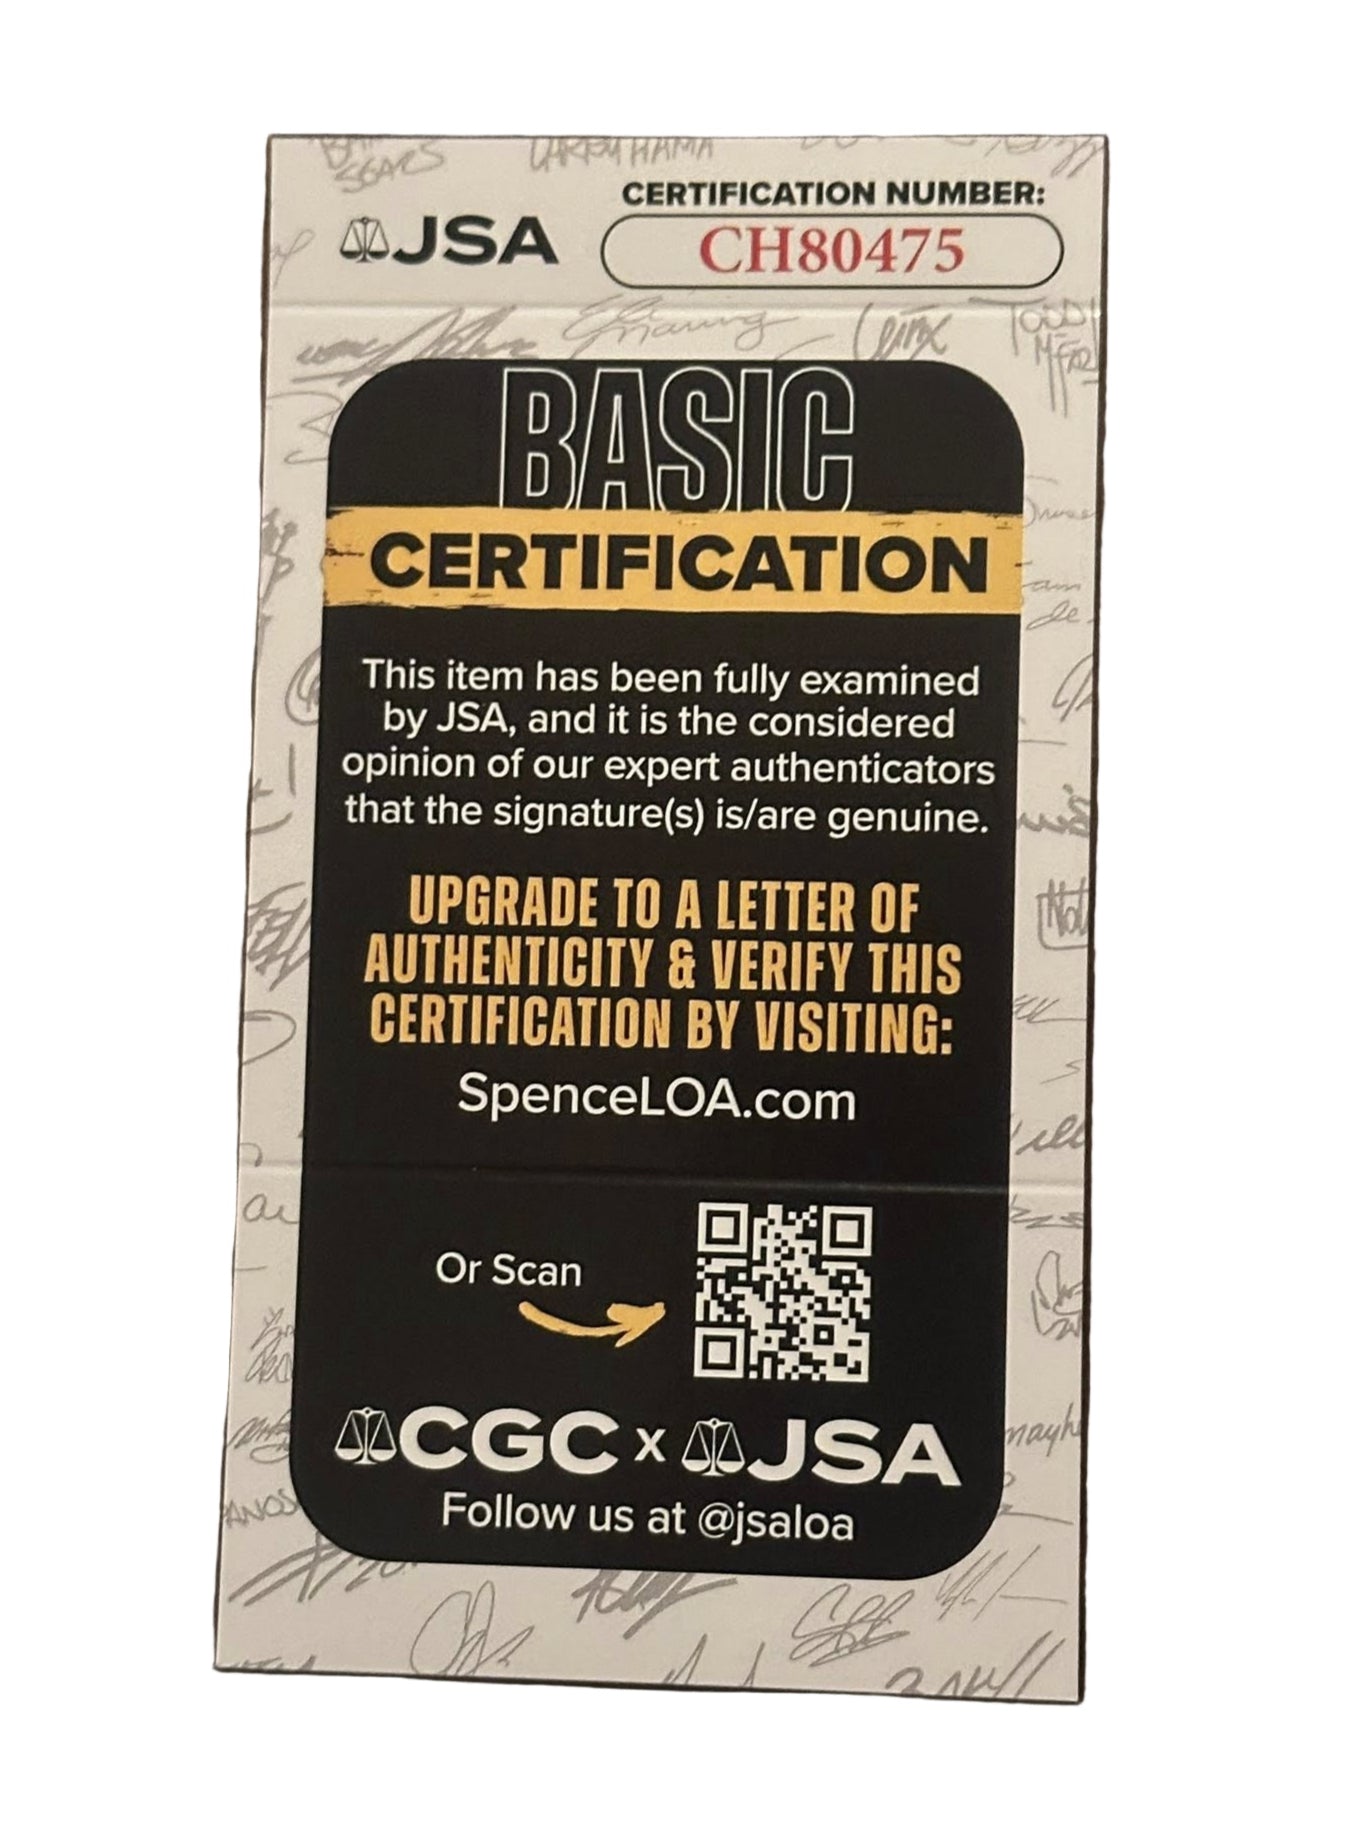 LARRY HAMA
CERTIFICATION NUMBER:
JSA
CH80475
BASIC
CERTIFICATION
This item has been fully examined
by JSA, and it is the considered
opinion of our expert authenticators
that the signature(s) is/are genuine.
UPGRADE TO A LETTER OF
AUTHENTICITY & VERIFY THIS
CERTIFICATION BY VISITING:
SpenceLOA.com
Or Scan
CGC x JSA
Follow us at @jsaloa